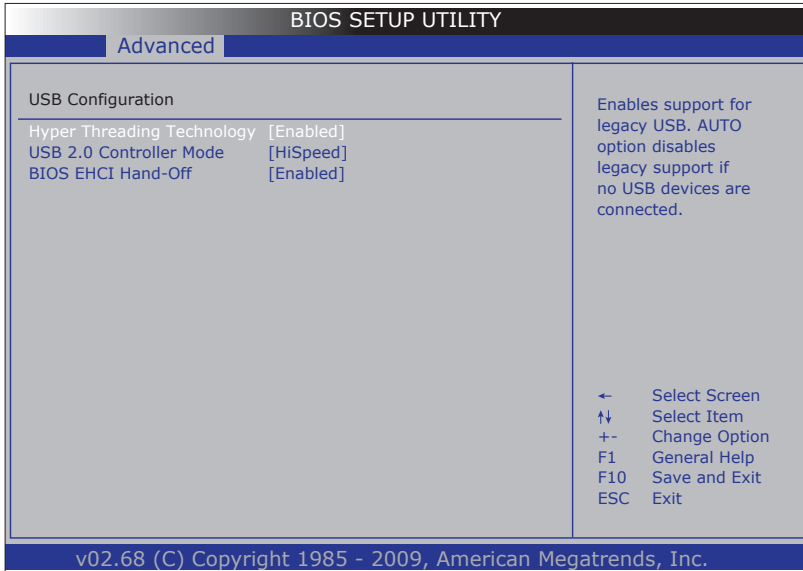 BIOS SETUP UTILITY
Advanced
USB Configuration
Hyper Threading Technology [Enabled]
USB 2.0 Controller Mode [HiSpeed]
BIOS EHCI Hand-Off [Enabled]
Enables support for
legacy USB. AUTO
option disables
legacy support if
no USB devices are
connected.
← Select Screen
↑↓ Select Item
+- Change Option
F1 General Help
F10 Save and Exit
ESC Exit
v02.68 (C) Copyright 1985 - 2009, American Megatrends, Inc.